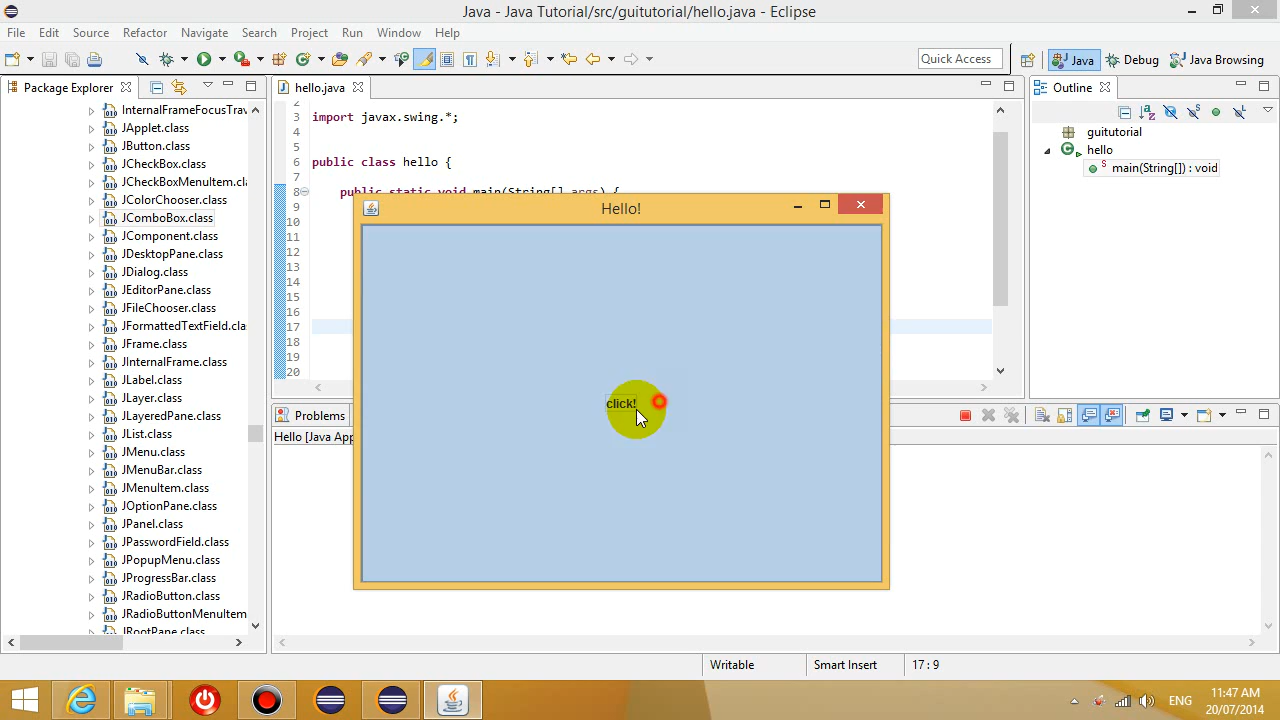 Java - Java Tutorial/src/guitutorial/hello.java - Eclipse
File Edit Source Refactor Navigate Search Project Run Window Help
Quick Access
Java
Debug
Java Browsing
Package Explorer
hello.java
Outline
InternalFrameFocusTrav
JApplet.class
JButton.class
JCheckBox.class
JCheckBoxMenuItem.cl
JColorChooser.class
JComboBox.class
JComponent.class
JDesktopPane.class
JDialog.class
JEditorPane.class
JFileChooser.class
JFormattedTextField.cla
JFrame.class
JInternalFrame.class
JLabel.class
JLayer.class
JLayeredPane.class
JList.class
JMenu.class
JMenuBar.class
JMenuItem.class
JOptionPane.class
JPanel.class
JPasswordField.class
JPopupMenu.class
JProgressBar.class
JRadioButton.class
JRadioButtonMenuItem
JRootPane.class
2
3 import javax.swing.*;
4
5
6 public class hello {
7
8 public static void main(String[] args) {
9
10
11
12
13
14
15
16
17
18
19
20
Hello!
click!
guitutorial
hello
main(String[]) : void
Problems
Hello [Java App
Writable
Smart Insert
17 : 9
ENG
11:47 AM
20/07/2014